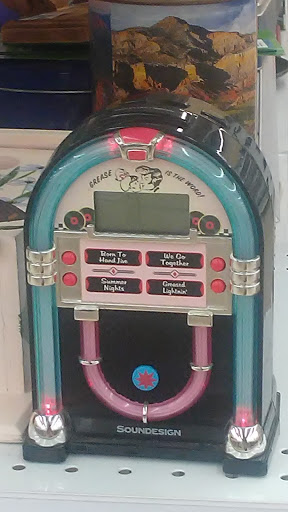 GREASE IS THE WORD!
Born To
Hand Jive
We Go
Together
Summer
Nights
Greased
Lightnin'
SOUNDESIGN